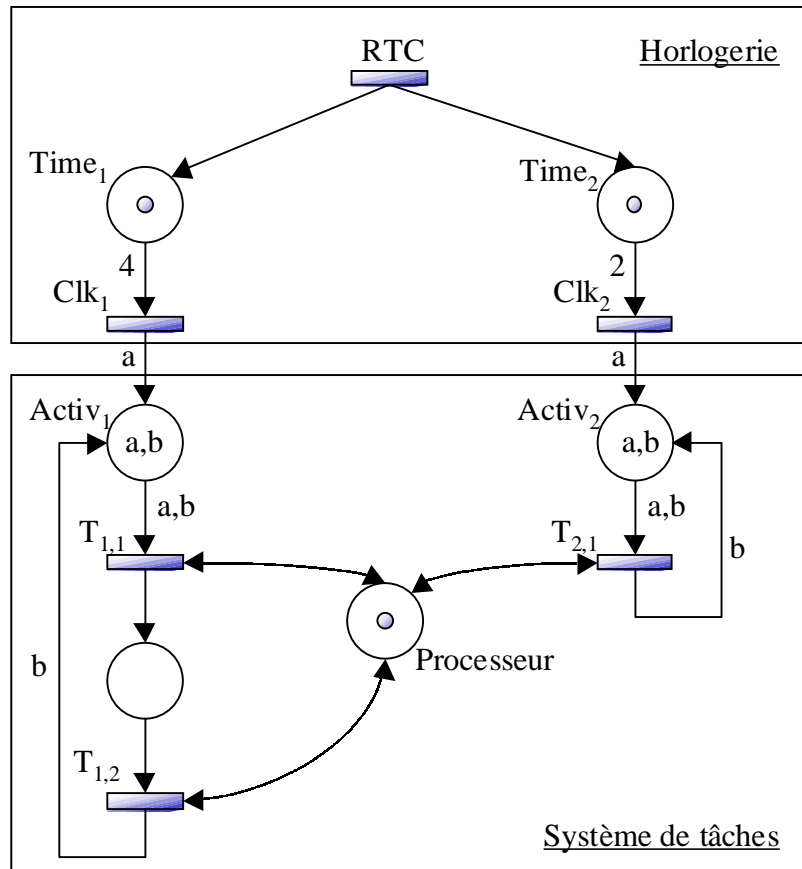 RTC
Horlogerie
Time1
Time2
4
2
Clk1
Clk2
a
a
Activ1
Activ2
a,b
a,b
a,b
a,b
T1,1
T2,1
b
b
Processeur
T1,2
Système de tâches